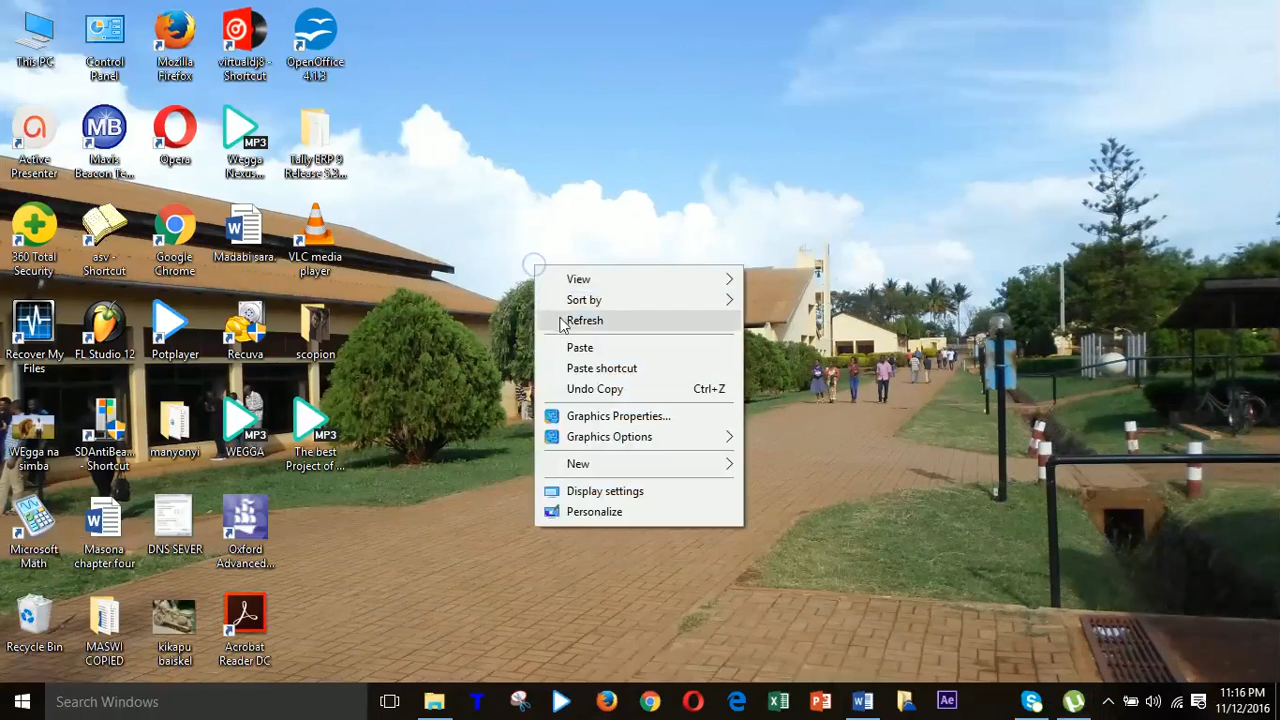 This PC
Control
Panel
Mozilla
Firefox
virtualdj8 -
Shortcut
OpenOffice
4.1.3
Active
Presenter
MB
Mavis
Beacon Te...
Opera
MP3
Wegga
Nexus...
Tally ERP 9
Release 5.3...
360 Total
Security
asv -
Shortcut
Google
Chrome
Madabi sara.
VLC media
player
Recover My
Files
FL Studio 12
Potplayer
Recuva
scopion
WEgga na
simba
SDAntiBea...
- Shortcut
manyonyi
MP3
WEGGA
MP3
The best
Project of ...
Microsoft
Math
Masona
chapter four
DNS SEVER
Oxford
Advanced...
Recycle Bin
MASWI
COPIED
kikapu
baiskel
Acrobat
Reader DC
View
Sort by
Refresh
Paste
Paste shortcut
Undo Copy Ctrl+Z
Graphics Properties...
Graphics Options
New
Display settings
Personalize
Search Windows
T
Ae
11:16 PM
11/12/2016